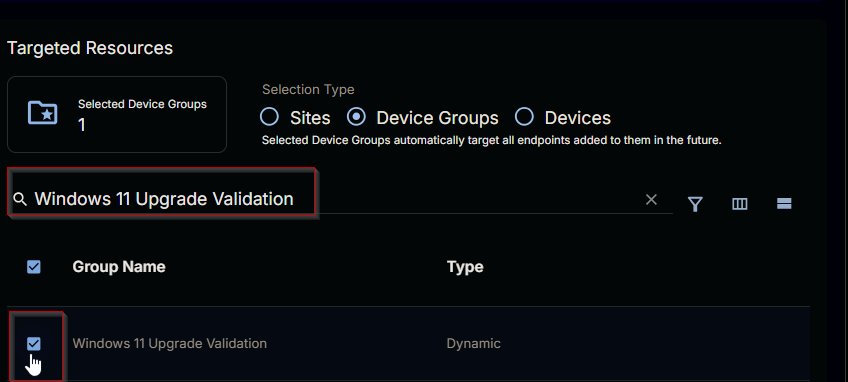 Targeted Resources
Selected Device Groups
1
Selection Type
Sites
Device Groups
Devices
Selected Device Groups automatically target all endpoints added to them in the future.
Windows 11 Upgrade Validation
Group Name
Type
Windows 11 Upgrade Validation
Dynamic